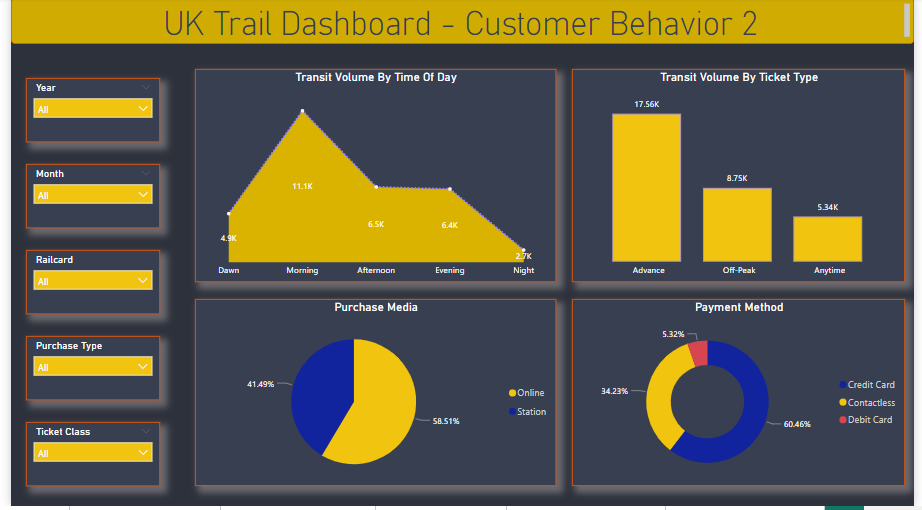 UK Trail Dashboard - Customer Behavior 2
Year
All
Month
All
Railcard
All
Purchase Type
All
Ticket Class
All
Transit Volume By Time Of Day
11.1K
6.5K
6.4K
4.9K
2.7K
Dawn Morning Afternoon Evening Night
Transit Volume By Ticket Type
17.56K
8.75K
5.34K
Advance Off-Peak Anytime
Purchase Media
41.49%
58.51%
Online
Station
Payment Method
5.32%
34.23%
60.46%
Credit Card
Contactless
Debit Card